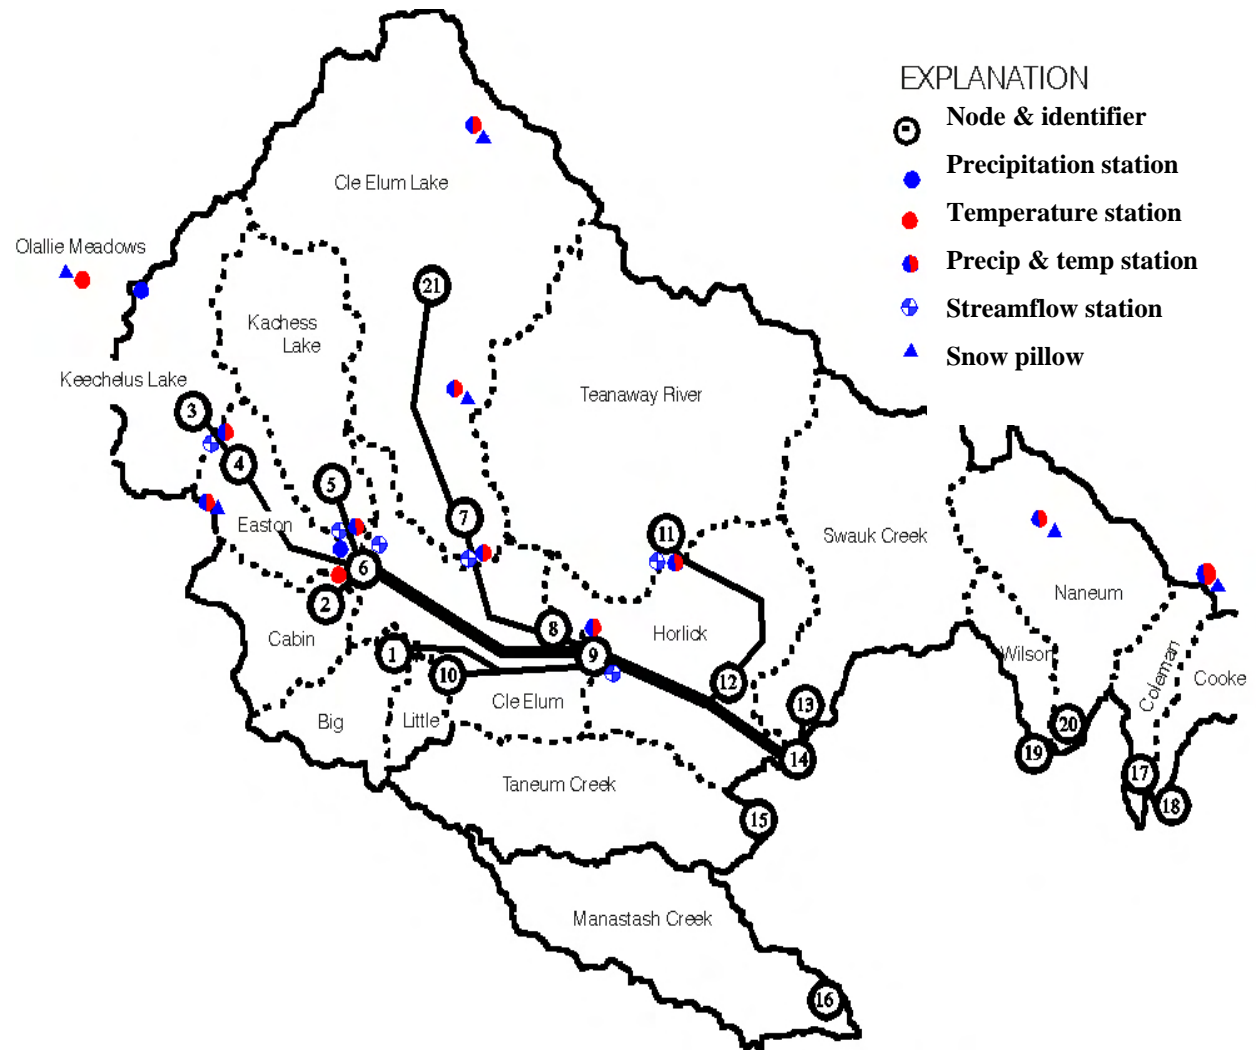 EXPLANATION
Node & identifier
Precipitation station
Temperature station
Precip & temp station
Streamflow station
Snow pillow
Cle Elum Lake
Olallie Meadows
21
Kachess
Lake
Keechelus Lake
Teanaway River
3
4
5
7
11
Easton
Swauk Creek
6
Naneum
2
Cabin
8
Horlick
1
9
Wilson
Coleman
Cooke
10
12
Cle Elum
13
Big
Little
20
19
14
17
Taneum Creek
18
15
Manastash Creek
16